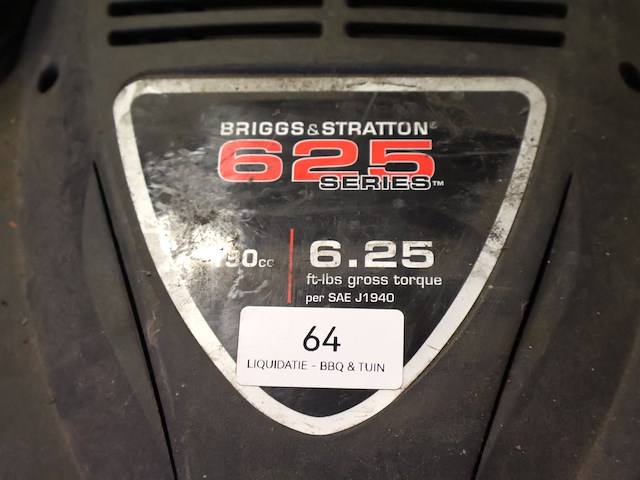 BRIGGS & STRATTON®
625
SERIES™
6.25
ft-lbs gross torque
per SAE J1940
64
LIQUIDATIE - BBQ & TUIN